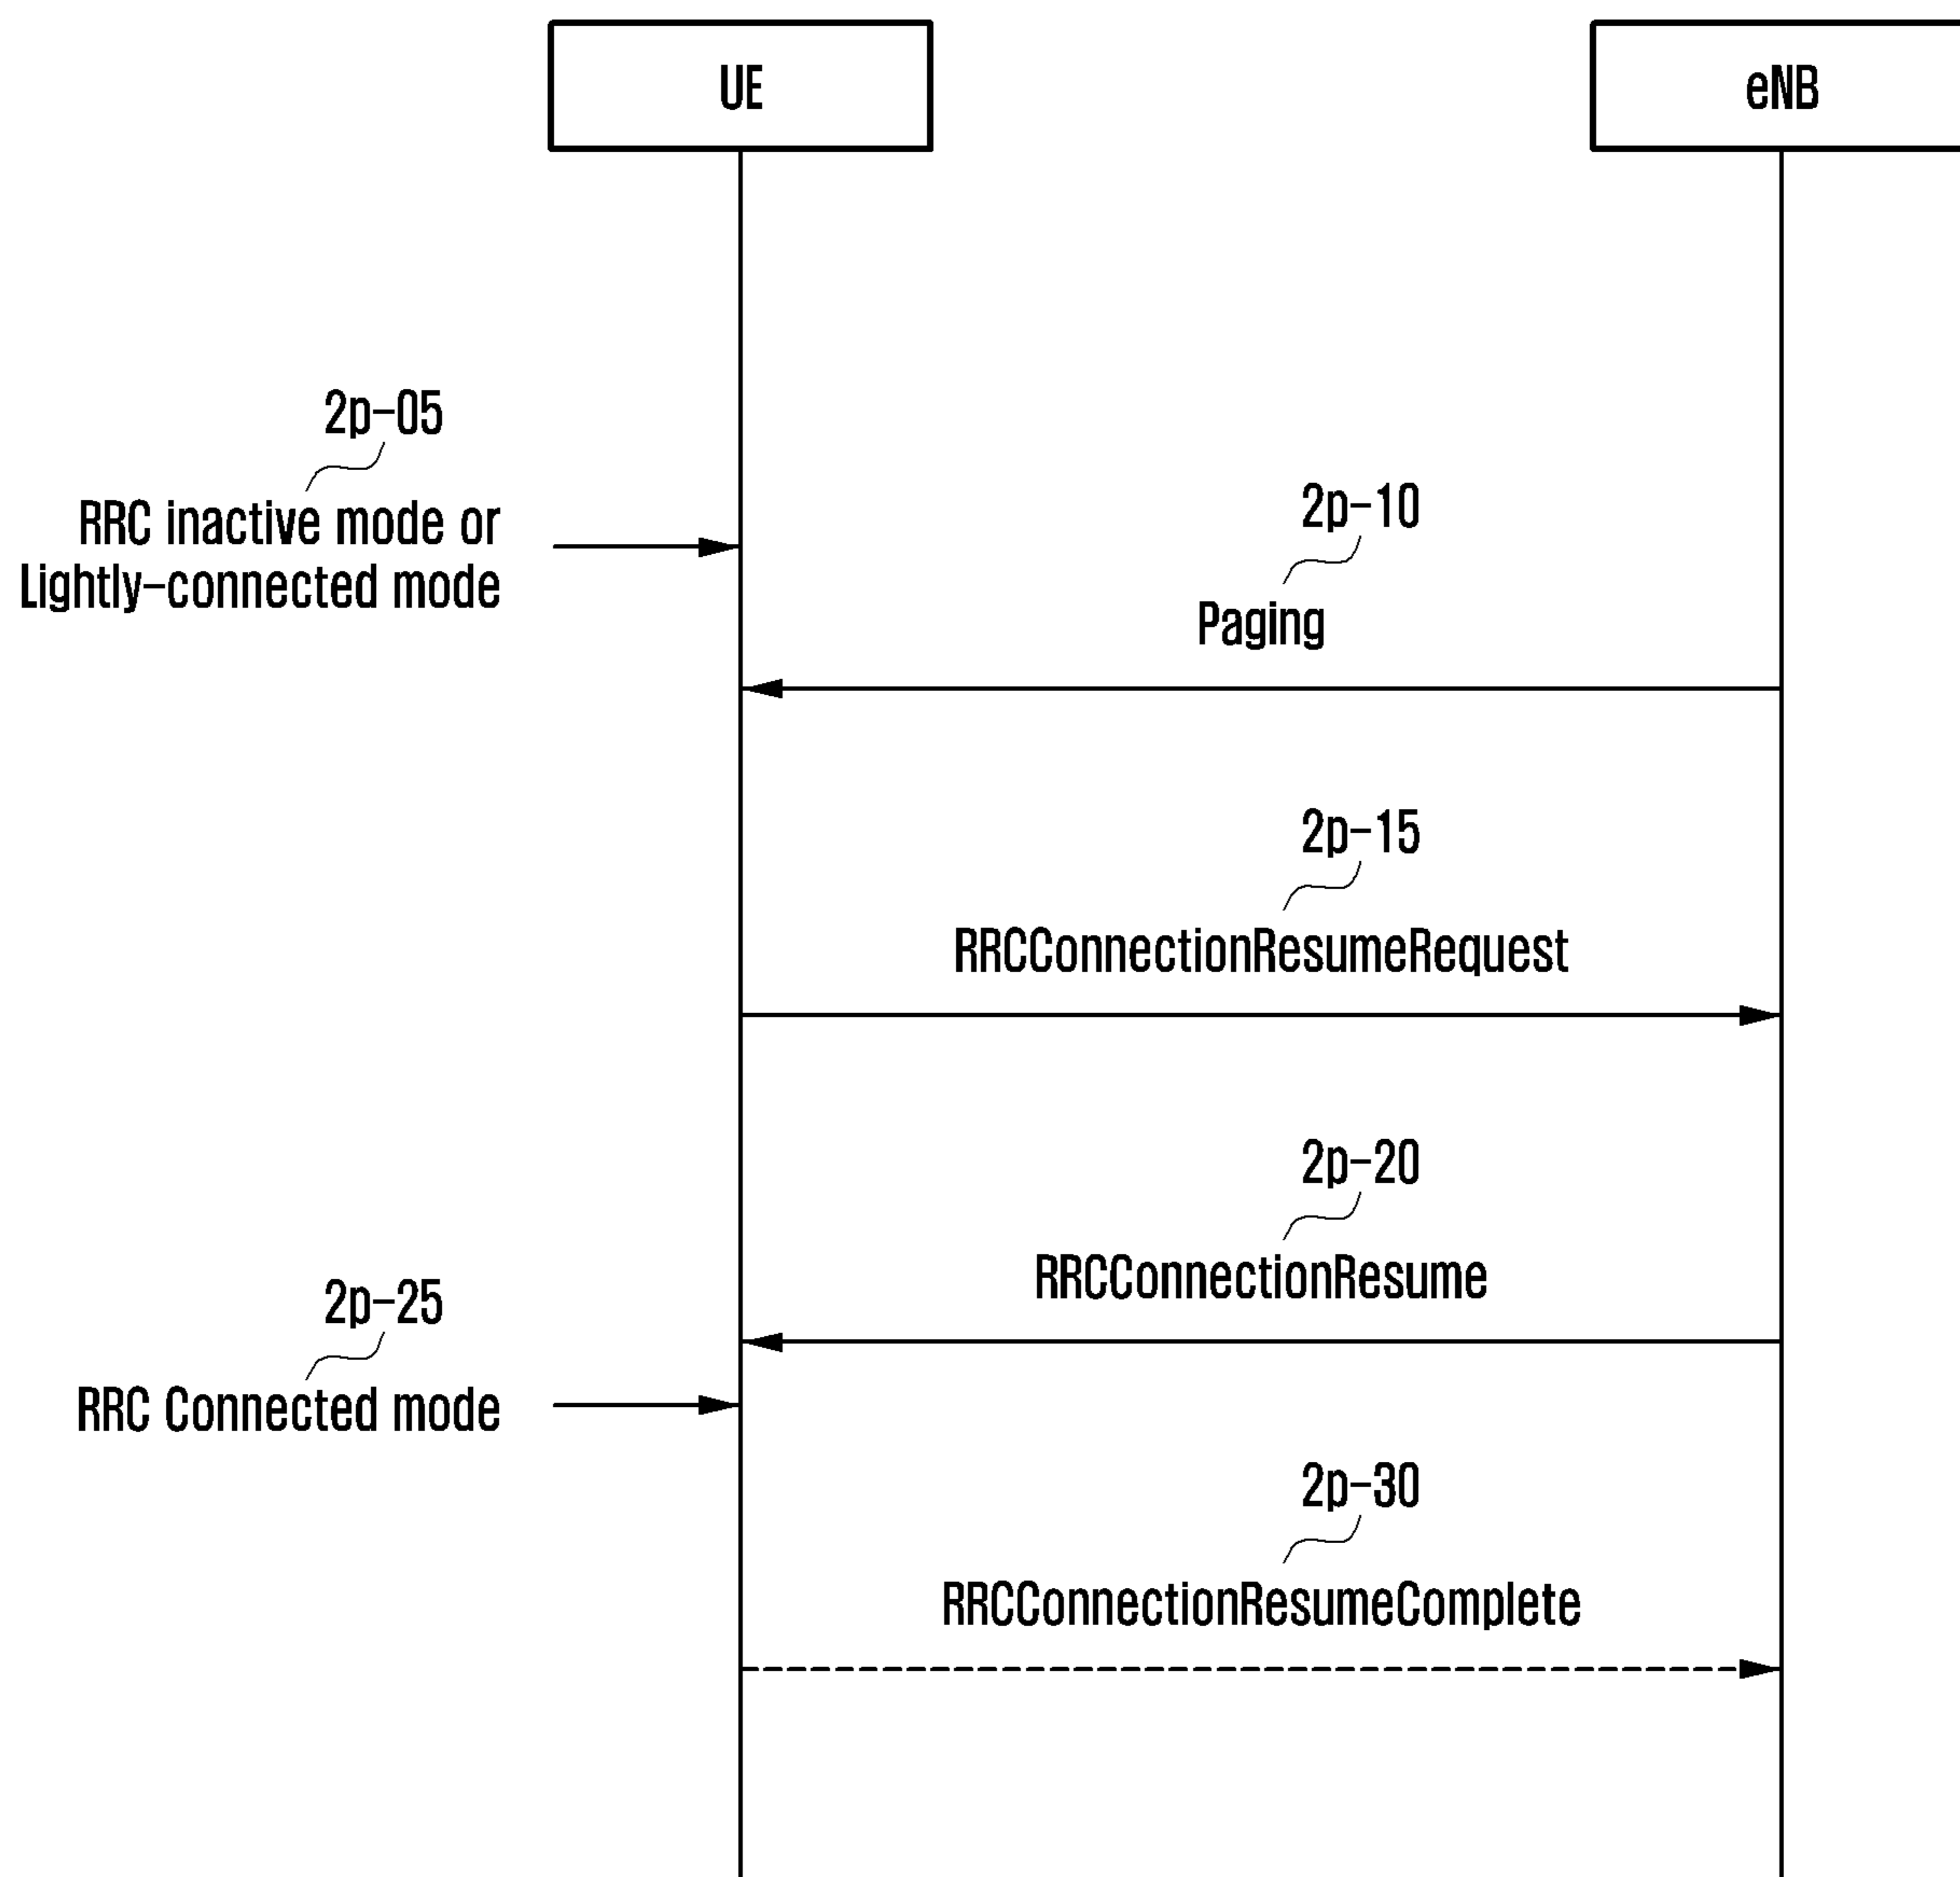 UE
eNB
2p-05
RRC inactive mode or
Lightly-connected mode
2p-10
Paging
2p-15
RRCConnectionResumeRequest
2p-20
RRCConnectionResume
2p-25
RRC Connected mode
2p-30
RRCConnectionResumeComplete